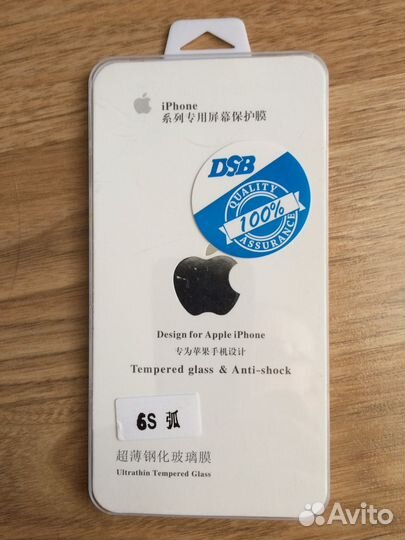 iPhone
系列专用屏幕保护膜
DSB
QUALITY
100%
ASSURANCE
Design for Apple iPhone
专为苹果手机设计
Tempered glass & Anti-shock
6S 弧
超薄钢化玻璃膜
Ultrathin Tempered Glass
Avito